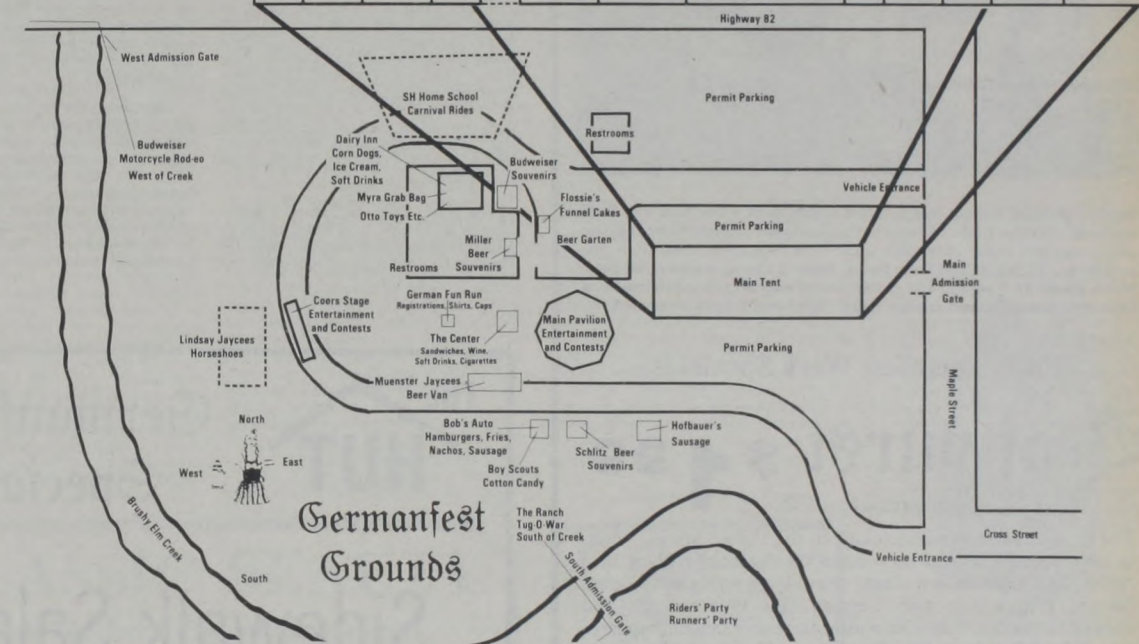 Highway 82
West Admission Gate
SH Home School
Carnival Rides
Permit Parking
Restrooms
Budweiser
Motorcycle Rod-eo
West of Creek
Dairy Inn
Corn Dogs,
Ice Cream,
Soft Drinks
Myra Grab Bag
Otto Toys Etc.
Budweiser
Souvenirs
Flossie's
Funnel Cakes
Beer Garden
Vehicle Entrance
Permit Parking
Miller
Beer
Souvenirs
Restrooms
Main Tent
Main
Admission
Gate
German Fun Run
Registrations, Shirts, Caps
Coors Stage
Entertainment
and Contests
The Center
Sandwiches, Wine,
Soft Drinks, Cigarettes
Main Pavilion
Entertainment
and Contests
Permit Parking
Lindsay Jaycees
Horseshoes
Muenster Jaycees
Beer Van
Maple Street
Bob's Auto
Hamburgers, Fries,
Nachos, Sausage
Boy Scouts
Cotton Candy
Schlitz Beer
Souvenirs
Hofbauer's
Sausage
North
West
East
South
Brushy Elm Creek
Germanfest
Grounds
The Ranch
Tug-O-War
South of Creek
South Admission Gate
Riders' Party
Runners' Party
Vehicle Entrance
Cross Street